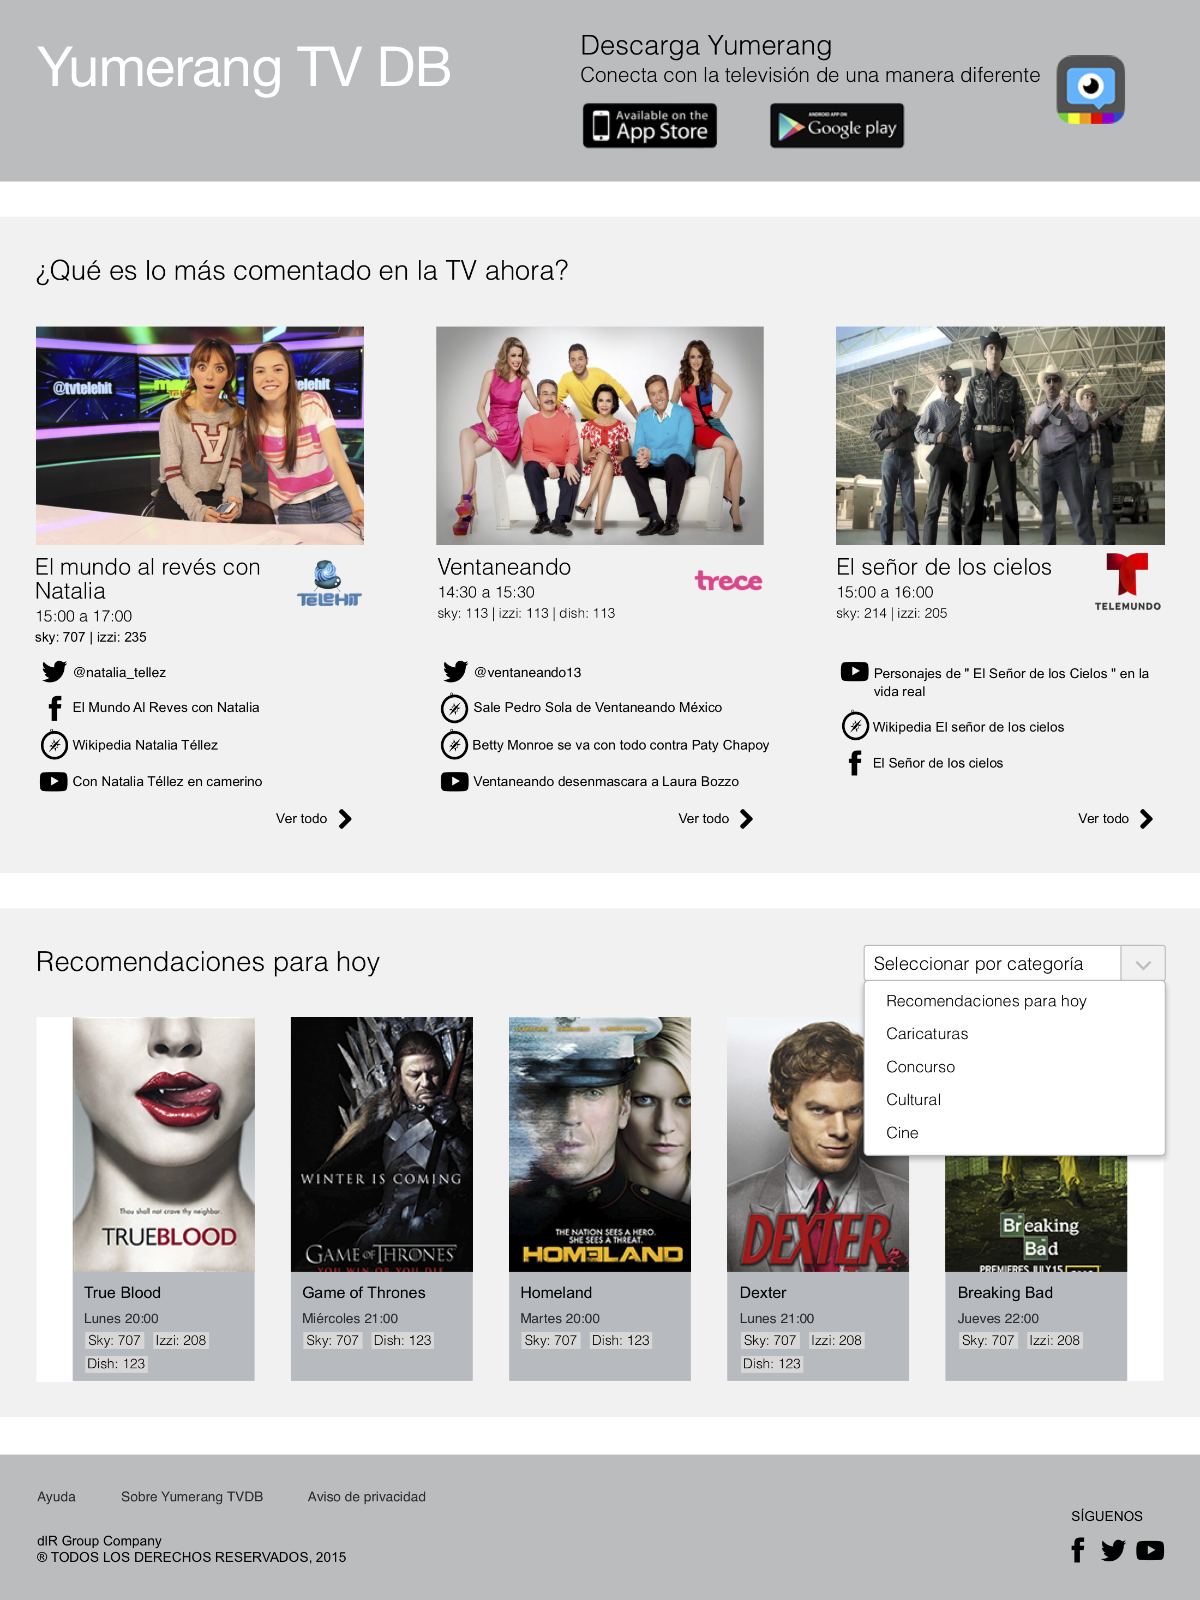 Yumerang TV DB
Descarga Yumerang
Conecta con la televisión de una manera diferente
Available on the
App Store
ANDROID APP ON
Google play
¿Qué es lo más comentado en la TV ahora?
@tvtelehit
El mundo al revés con
Natalia
15:00 a 17:00
sky: 707 | izzi: 235
TELEHIT
@natalia_tellez
El Mundo Al Reves con Natalia
Wikipedia Natalia Téllez
Con Natalia Téllez en camerino
Ver todo
Ventaneando
14:30 a 15:30
sky: 113 | izzi: 113 | dish: 113
trece
@ventaneando13
Sale Pedro Sola de Ventaneando México
Betty Monroe se va con todo contra Paty Chapoy
Ventaneando desenmascara a Laura Bozzo
Ver todo
El señor de los cielos
15:00 a 16:00
sky: 214 | izzi: 205
TELEMUNDO
Personajes de " El Señor de los Cielos " en la
vida real
Wikipedia El señor de los cielos
El Señor de los cielos
Ver todo
Recomendaciones para hoy
Seleccionar por categoría
Recomendaciones para hoy
Caricaturas
Concurso
Cultural
Cine
Thou shall not crave thy neighbor.
TRUEBLOOD
True Blood
Lunes 20:00
Sky: 707 Izzi: 208
Dish: 123
WINTER IS COMING
GAME OF THRONES
YOU WIN OR YOU DIE
Game of Thrones
Miércoles 21:00
Sky: 707 Dish: 123
THE NATION SEES A HERO.
SHE SEES A THREAT.
HOMELAND
Homeland
Martes 20:00
Sky: 707 Dish: 123
DEXTER
Dexter
Lunes 21:00
Sky: 707 Izzi: 208
Dish: 123
Breaking
Bad
PREMIERES JULY 15
Breaking Bad
Jueves 22:00
Sky: 707 Izzi: 208
Ayuda
Sobre Yumerang TVDB
Aviso de privacidad
dIR Group Company
® TODOS LOS DERECHOS RESERVADOS, 2015
SÍGUENOS